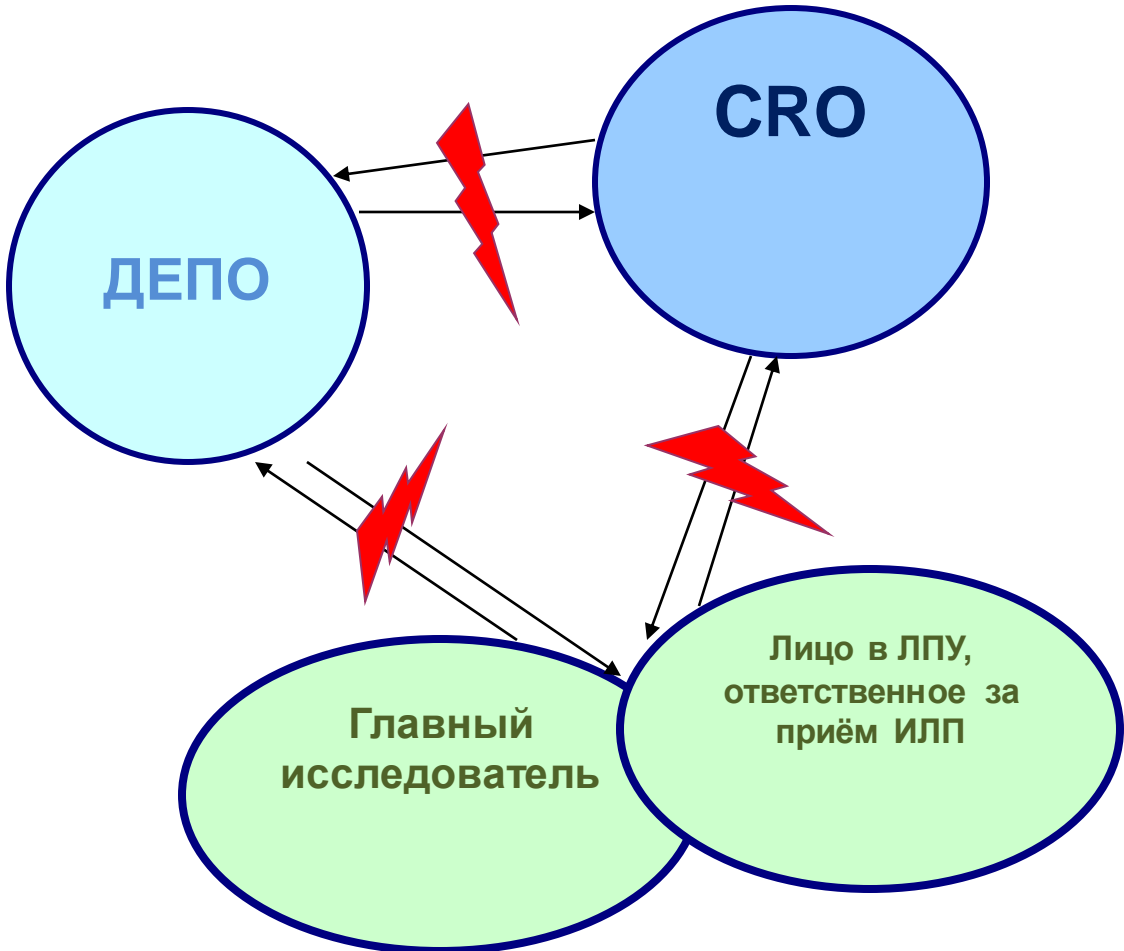 CRO
ДЕПО
Лицо в ЛПУ,
ответственное за
приём ИЛП
Главный
исследователь